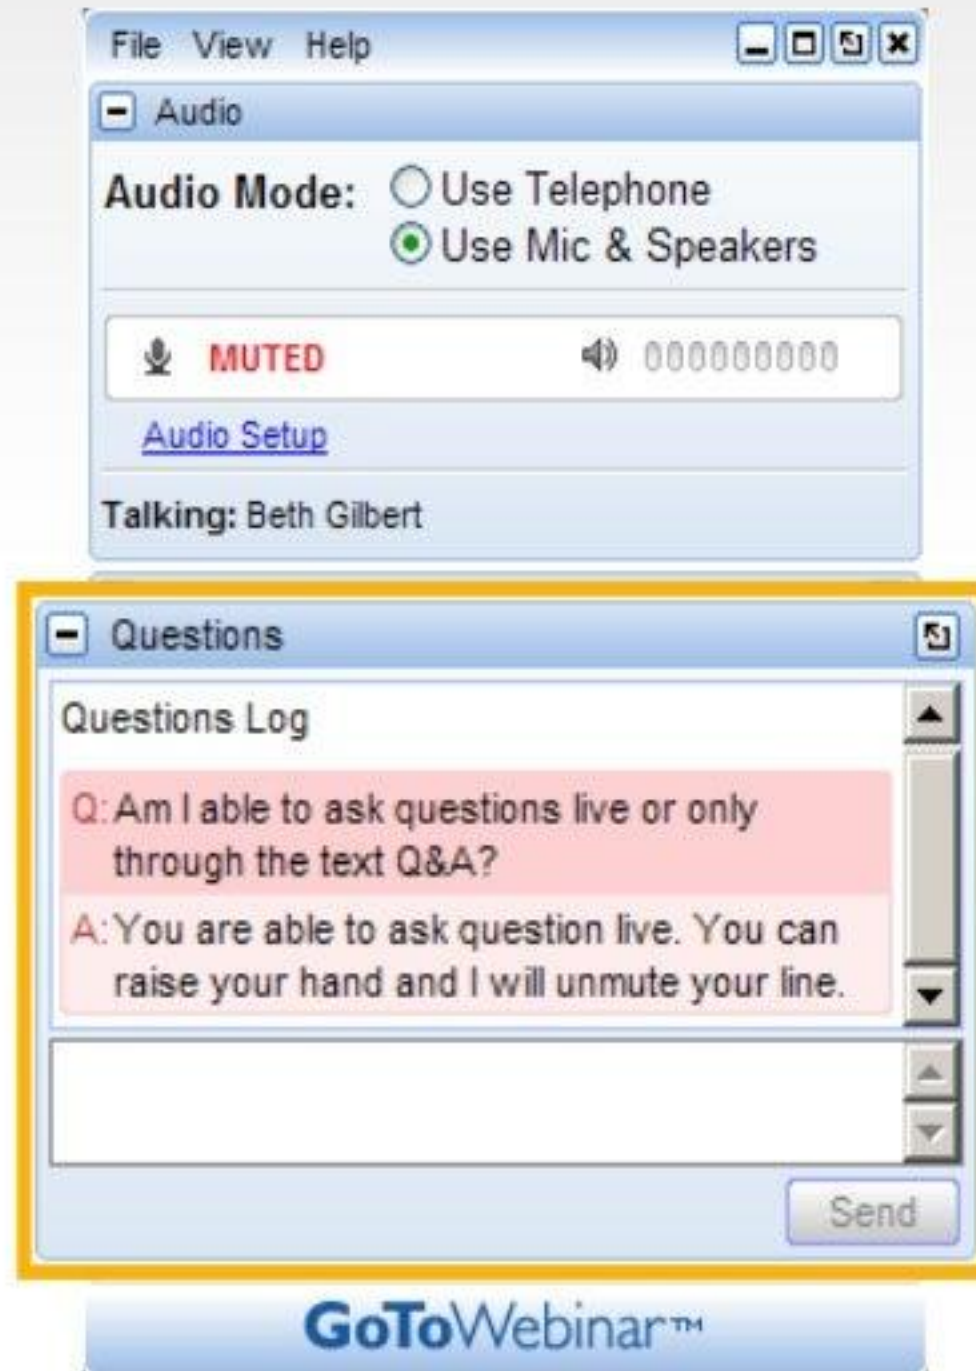 File View Help
Audio
Audio Mode: Use Telephone
Use Mic & Speakers
MUTED
Audio Setup
Talking: Beth Gilbert
Questions
Questions Log
Q: Am I able to ask questions live or only
through the text Q&A?
A: You are able to ask question live. You can
raise your hand and I will unmute your line.
Send
GoToWebinar™